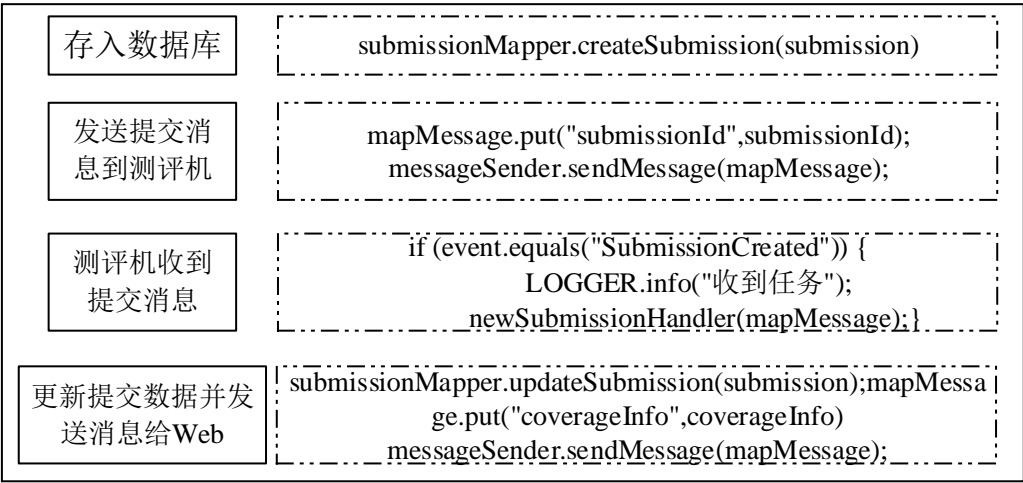 存入数据库
submissionMapper.createSubmission(submission)
发送提交消
息到测评机
mapMessage.put("submissionId",submissionId);
messageSender.sendMessage(mapMessage);
测评机收到
提交消息
if (event.equals("SubmissionCreated")) {
LOGGER.info("收到任务");
newSubmissionHandler(mapMessage);}
更新提交数据并发
送消息给Web
submissionMapper.updateSubmission(submission);mapMessa
ge.put("coverageInfo",coverageInfo)
messageSender.sendMessage(mapMessage);